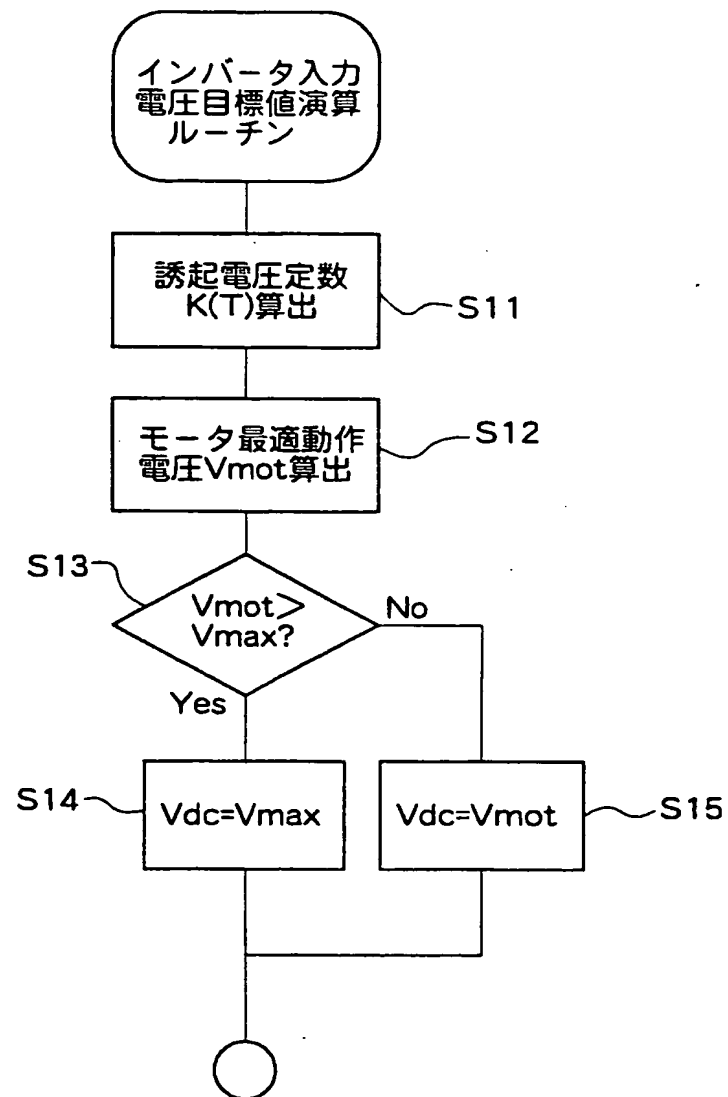 インバータ入力
電圧目標値演算
ルーチン
誘起電圧定数
K(T)算出
S11
モータ最適動作
電圧Vmot算出
S12
S13
Vmot>
Vmax?
No
Yes
S14
Vdc=Vmax
Vdc=Vmot
S15